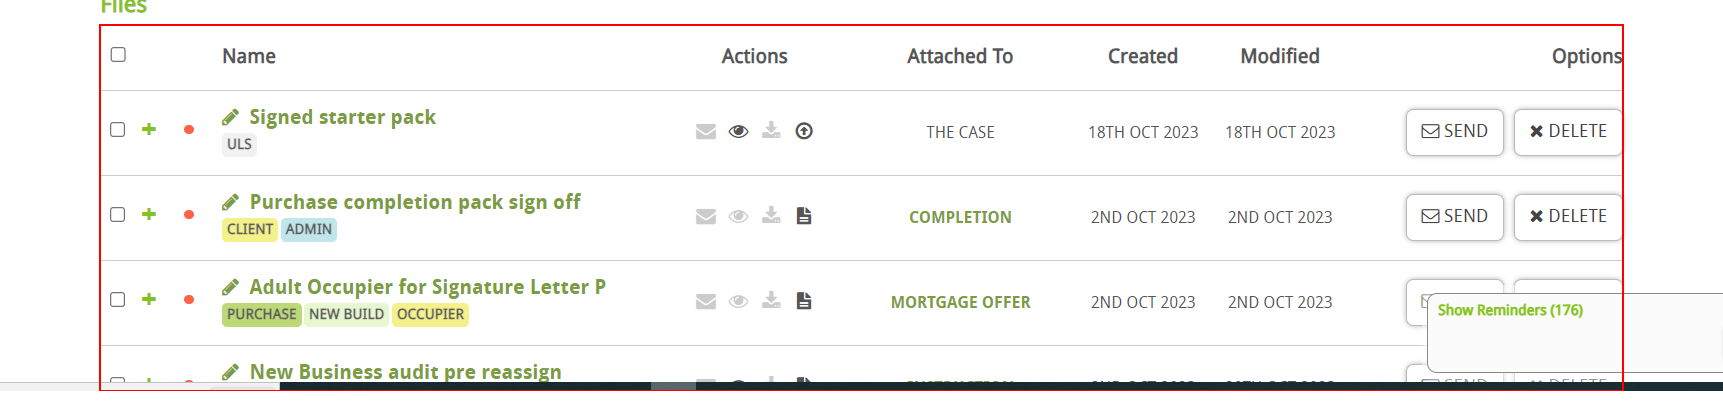 Files
Name Actions Attached To Created Modified Options
Signed starter pack THE CASE 18TH OCT 2023 18TH OCT 2023 SEND DELETE
ULS
Purchase completion pack sign off COMPLETION 2ND OCT 2023 2ND OCT 2023 SEND DELETE
CLIENT ADMIN
Adult Occupier for Signature Letter P MORTGAGE OFFER 2ND OCT 2023 2ND OCT 2023
PURCHASE NEW BUILD OCCUPIER
Show Reminders (176)
New Business audit pre reassign